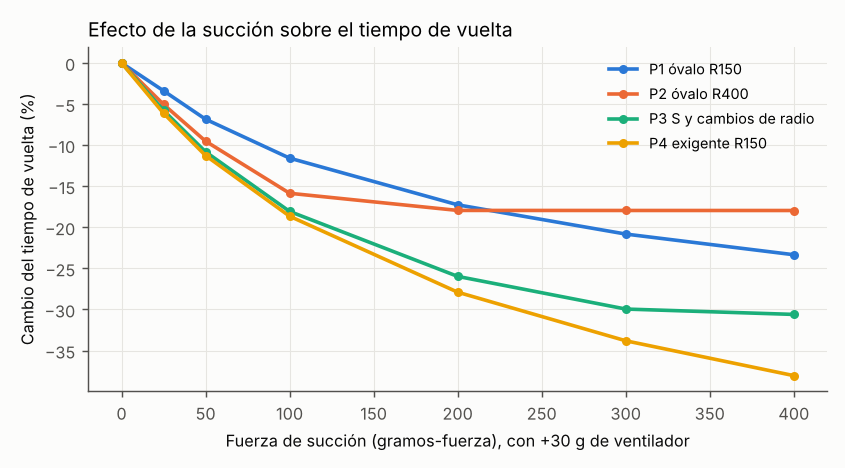 Efecto de la succión sobre el tiempo de vuelta
P1 óvalo R150
P2 óvalo R400
P3 S y cambios de radio
P4 exigente R150
Cambio del tiempo de vuelta (%)
0
−5
−10
−15
−20
−25
−30
−35
0 50 100 150 200 250 300 350 400
Fuerza de succión (gramos-fuerza), con +30 g de ventilador